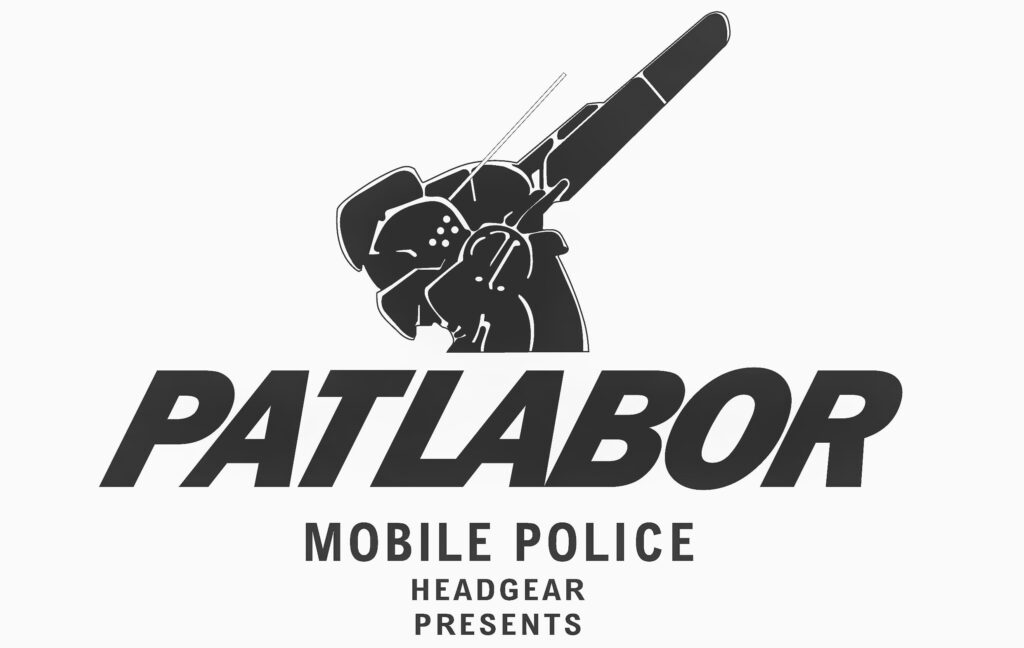 PATLABOR
MOBILE POLICE
HEADGEAR
PRESENTS